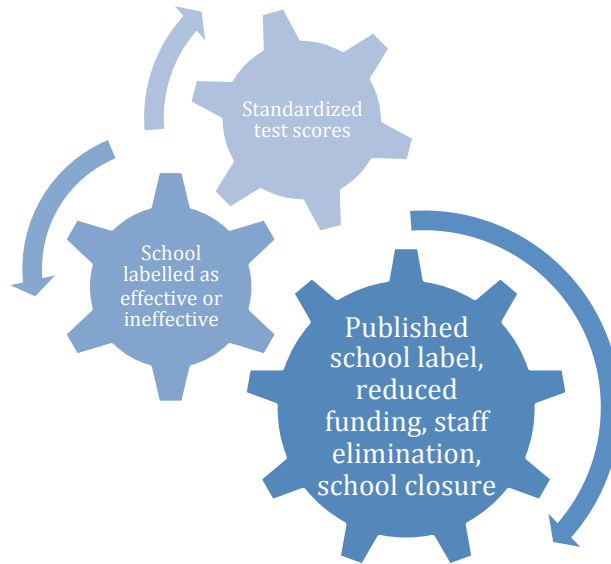 Standardized
test scores
School
labelled as
effective or
ineffective
Published
school label,
reduced
funding, staff
elimination,
school closure